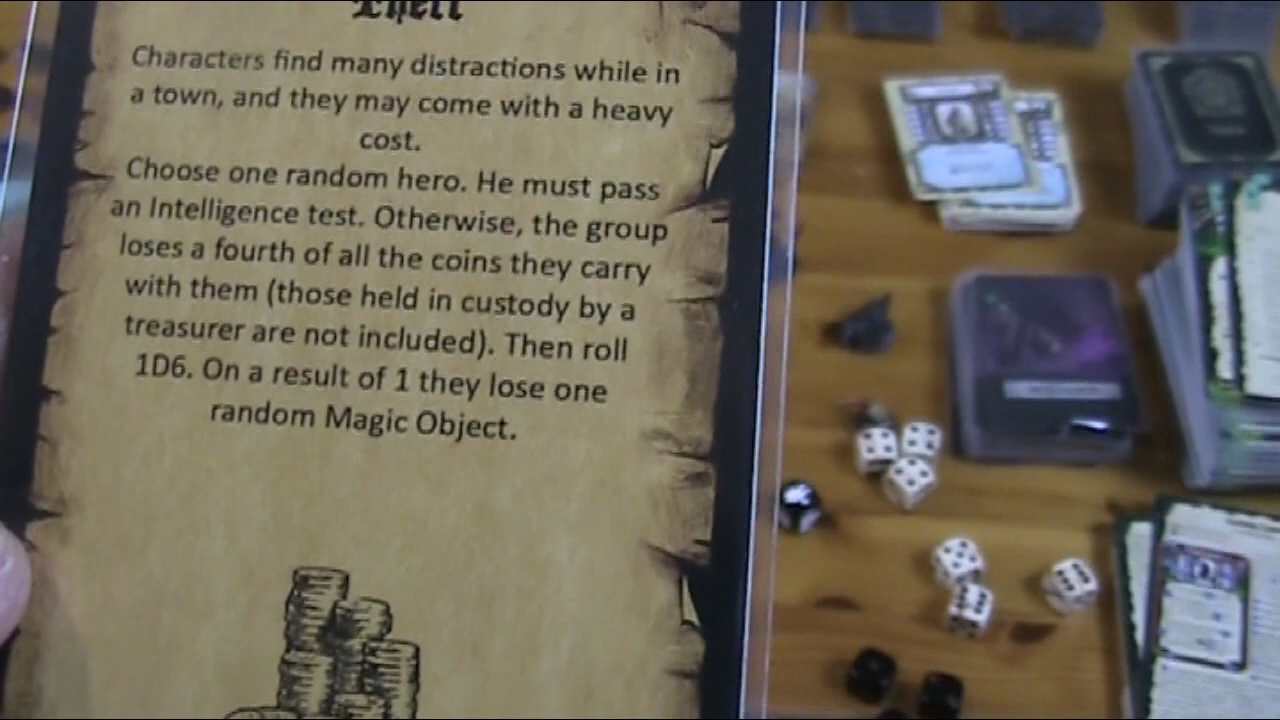 Theft
Characters find many distractions while in
a town, and they may come with a heavy
cost.
Choose one random hero. He must pass
an Intelligence test. Otherwise, the group
loses a fourth of all the coins they carry
with them (those held in custody by a
treasurer are not included). Then roll
1D6. On a result of 1 they lose one
random Magic Object.